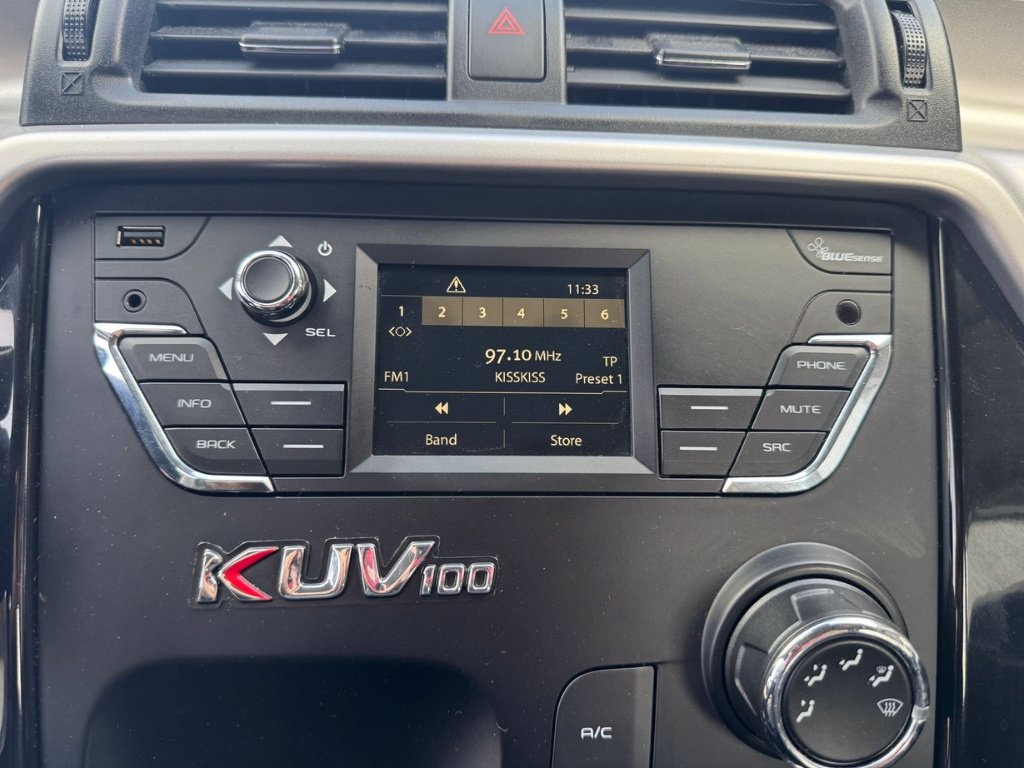 BLUESENSE
SEL
MENU
INFO
BACK
11:33
1 2 3 4 5 6
97.10 MHz
TP
FM1 KISSKISS Preset 1
Band Store
PHONE
MUTE
SRC
KUV100
A/C